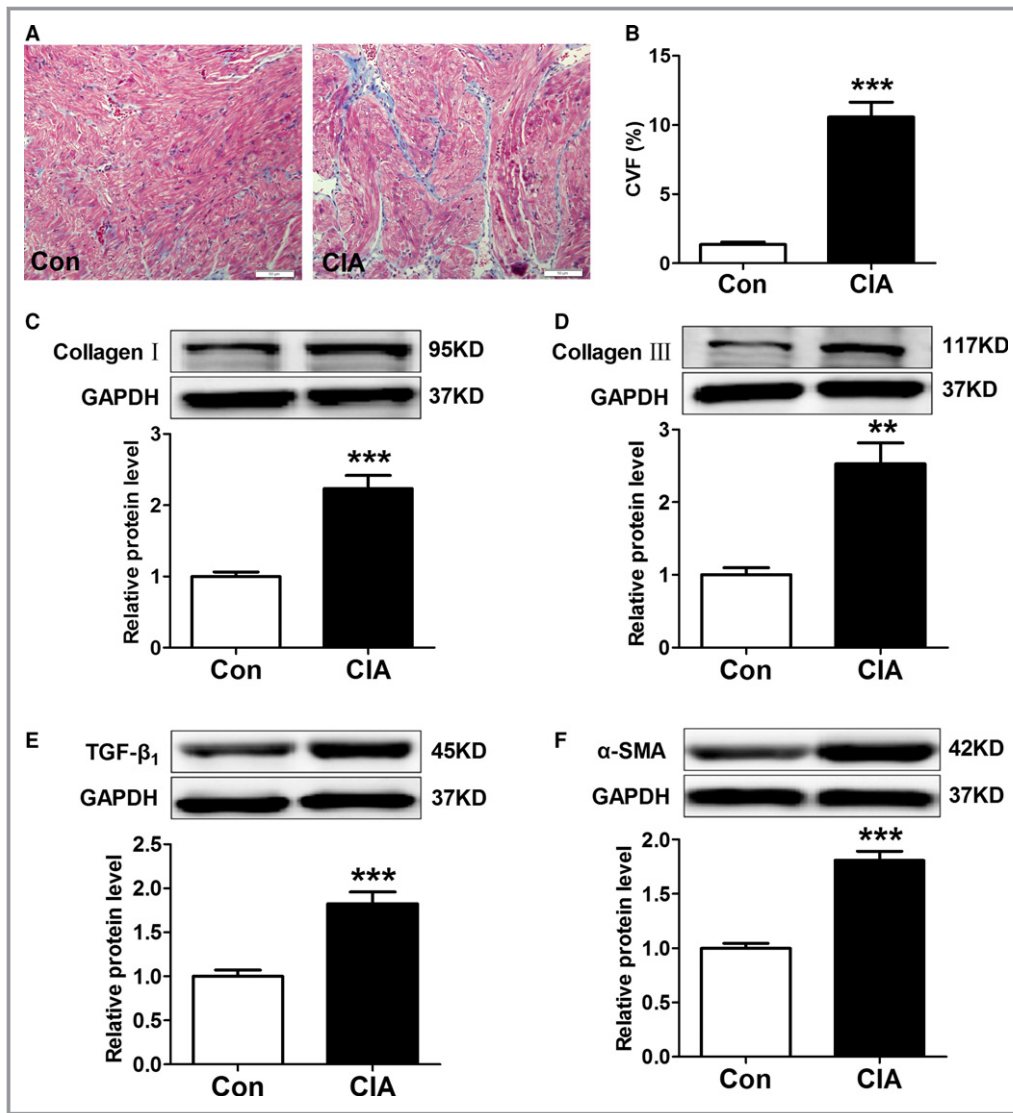 A
Con
CIA
B
CVF (%)
15
10
5
0
***
Con CIA
C
Collagen Ⅰ 95KD
GAPDH 37KD
Relative protein level
3
2
1
0
***
Con CIA
D
Collagen Ⅲ 117KD
GAPDH 37KD
Relative protein level
3
2
1
0
**
Con CIA
E
TGF-β₁ 45KD
GAPDH 37KD
Relative protein level
2.5
2.0
1.5
1.0
0.5
0.0
***
Con CIA
F
α-SMA 42KD
GAPDH 37KD
Relative protein level
2.0
1.5
1.0
0.5
0.0
***
Con CIA